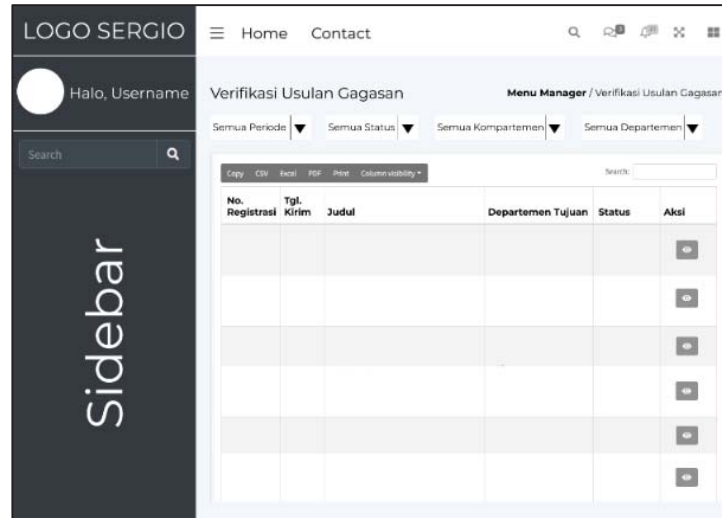 LOGO SERGIO
Home Contact
Halo, Username
Search
Sidebar
Verifikasi Usulan Gagasan
Menu Manager / Verifikasi Usulan Gagasan
Semua Periode Semua Status Semua Kompartemen Semua Departemen
Copy CSV Excel PDF Print Column visibility
Search:
No. Registrasi Tgl. Kirim Judul Departemen Tujuan Status Aksi